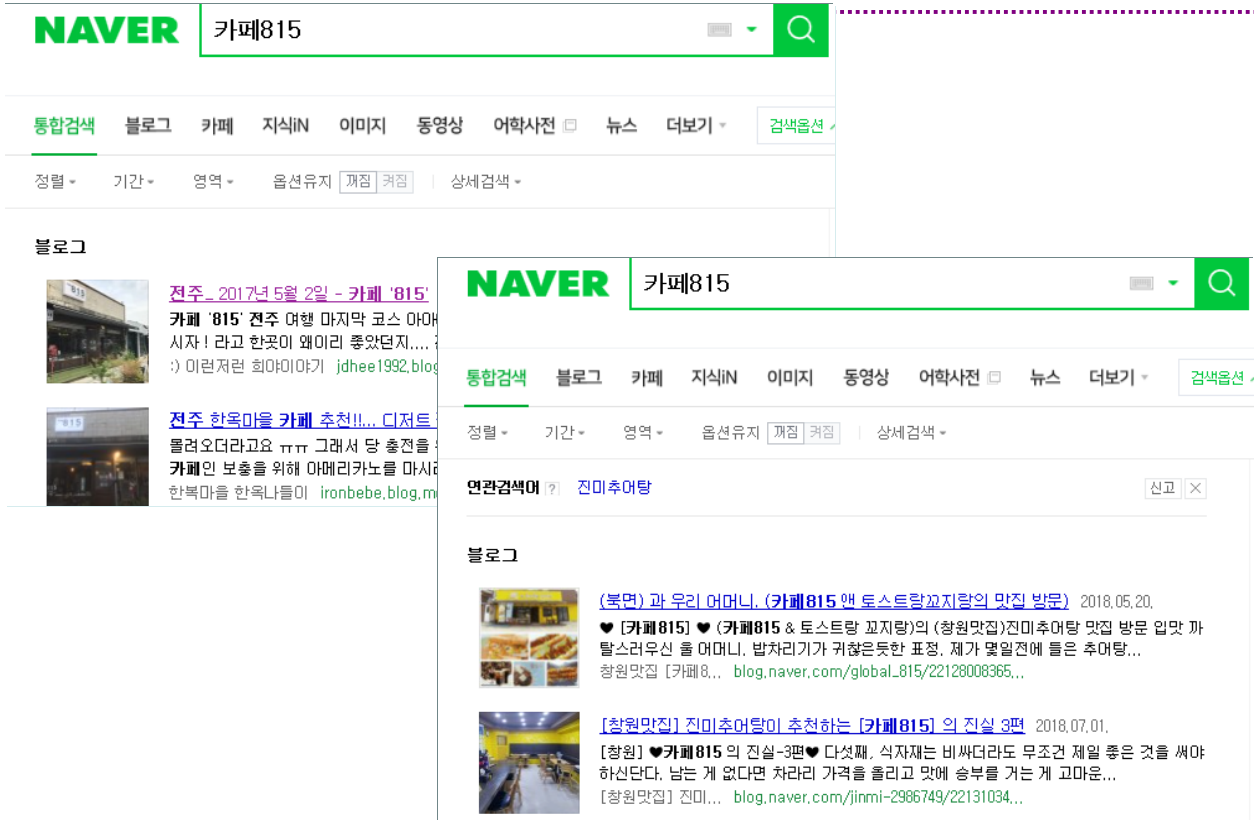 NAVER 카페815
통합검색 블로그 카페 지식iN 이미지 동영상 어학사전 뉴스 더보기 검색옵션
정렬 기간 영역 옵션유지 꺼짐 켜짐 상세검색
블로그
전주_ 2017년 5월 2일 - 카페 '815'
카페 '815' 전주 여행 마지막 코스
시자 ! 라고 한곳이 왜이리 좋았던지....
:) 이런저런 희야이야기 jdhee1992.blog
전주 한옥마을 카페 추천!!... 디저트
몰려오더라고요 ㅠㅠ 그래서 당 충전을
카페인 보충을 위해 아메리카노를 마시
한복마을 한옥나들이 ironbebe.blog.m
NAVER 카페815
통합검색 블로그 카페 지식iN 이미지 동영상 어학사전 뉴스 더보기 검색옵션
정렬 기간 영역 옵션유지 꺼짐 켜짐 상세검색
연관검색어 ? 진미추어탕 신고 ×
블로그
(북면) 과 우리 어머니. (카페815 앤 토스트랑꼬지랑의 맛집 방문) 2018.05.20.
♥ [카페815] ♥ (카페815 & 토스트랑 꼬지랑)의 (창원맛집)진미추어탕 맛집 방문 입맛 까
탈스러우신 울 어머니. 밥차리기가 귀찮은듯한 표정. 제가 몇일전에 들은 추어탕...
창원맛집 [카페8... blog.naver.com/global_815/22128008365...
[창원맛집] 진미추어탕이 추천하는 [카페815] 의 진실 3편 2018.07.01.
[창원] ♥카페815 의 진실-3편♥ 다섯째, 식자재는 비싸더라도 무조건 제일 좋은 것을 써야
하신단다. 남는 게 없다면 차라리 가격을 올리고 맛에 승부를 거는 게 고마운...
[창원맛집] 진미... blog.naver.com/jinmi-2986749/22131034...